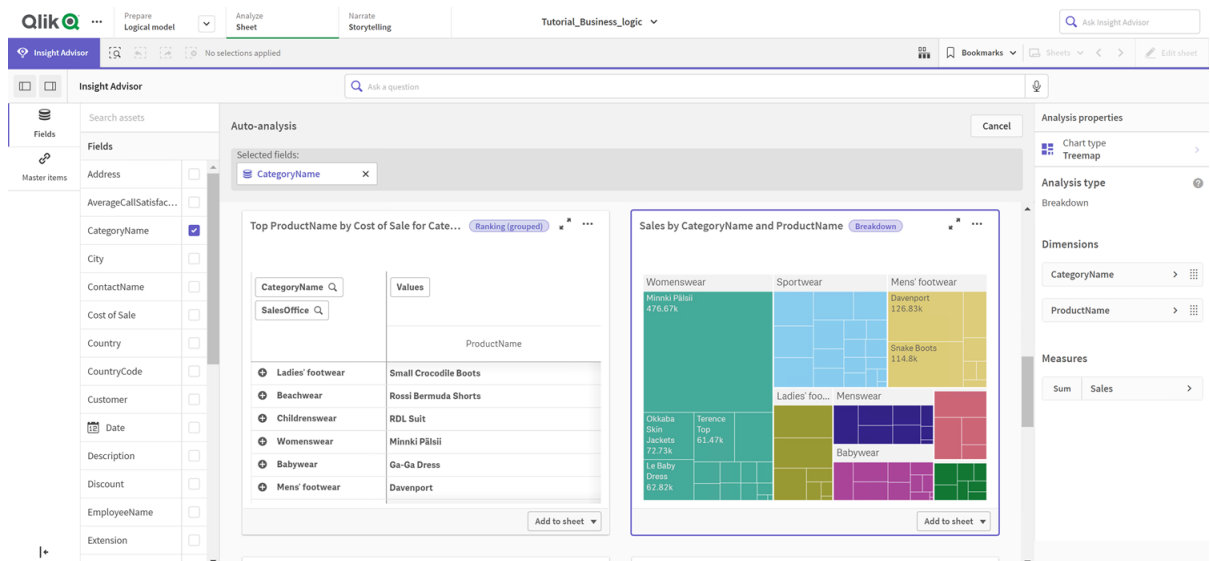 Qlik
Prepare
Logical model
Analyze
Sheet
Narrate
Storytelling
Tutorial_Business_logic
Ask Insight Advisor
Insight Advisor
No selections applied
Bookmarks
Sheets
Edit sheet
Insight Advisor
Ask a question
Fields
Master items
Search assets
Fields
Address
AverageCallSatisfac...
CategoryName
City
ContactName
Cost of Sale
Country
CountryCode
Customer
Date
Description
Discount
EmployeeName
Extension
Auto-analysis
Cancel
Selected fields:
CategoryName
Top ProductName by Cost of Sale for Cate...
Ranking (grouped)
CategoryName
Values
SalesOffice
ProductName
Ladies' footwear
Small Crocodile Boots
Beachwear
Rossi Bermuda Shorts
Childrenswear
RDL Suit
Womenswear
Minnki Pälsii
Babywear
Ga-Ga Dress
Mens' footwear
Davenport
Add to sheet
Sales by CategoryName and ProductName
Breakdown
Womenswear
Minnki Pälsii
476.67k
Okkaba
Skin
Jackets
72.73k
Terence
Top
61.47k
Le Baby
Dress
62.82k
Sportwear
Mens' footwear
Davenport
126.83k
Snake Boots
114.8k
Ladies' foo...
Menswear
Babywear
Add to sheet
Analysis properties
Chart type
Treemap
Analysis type
Breakdown
Dimensions
CategoryName
ProductName
Measures
Sum
Sales